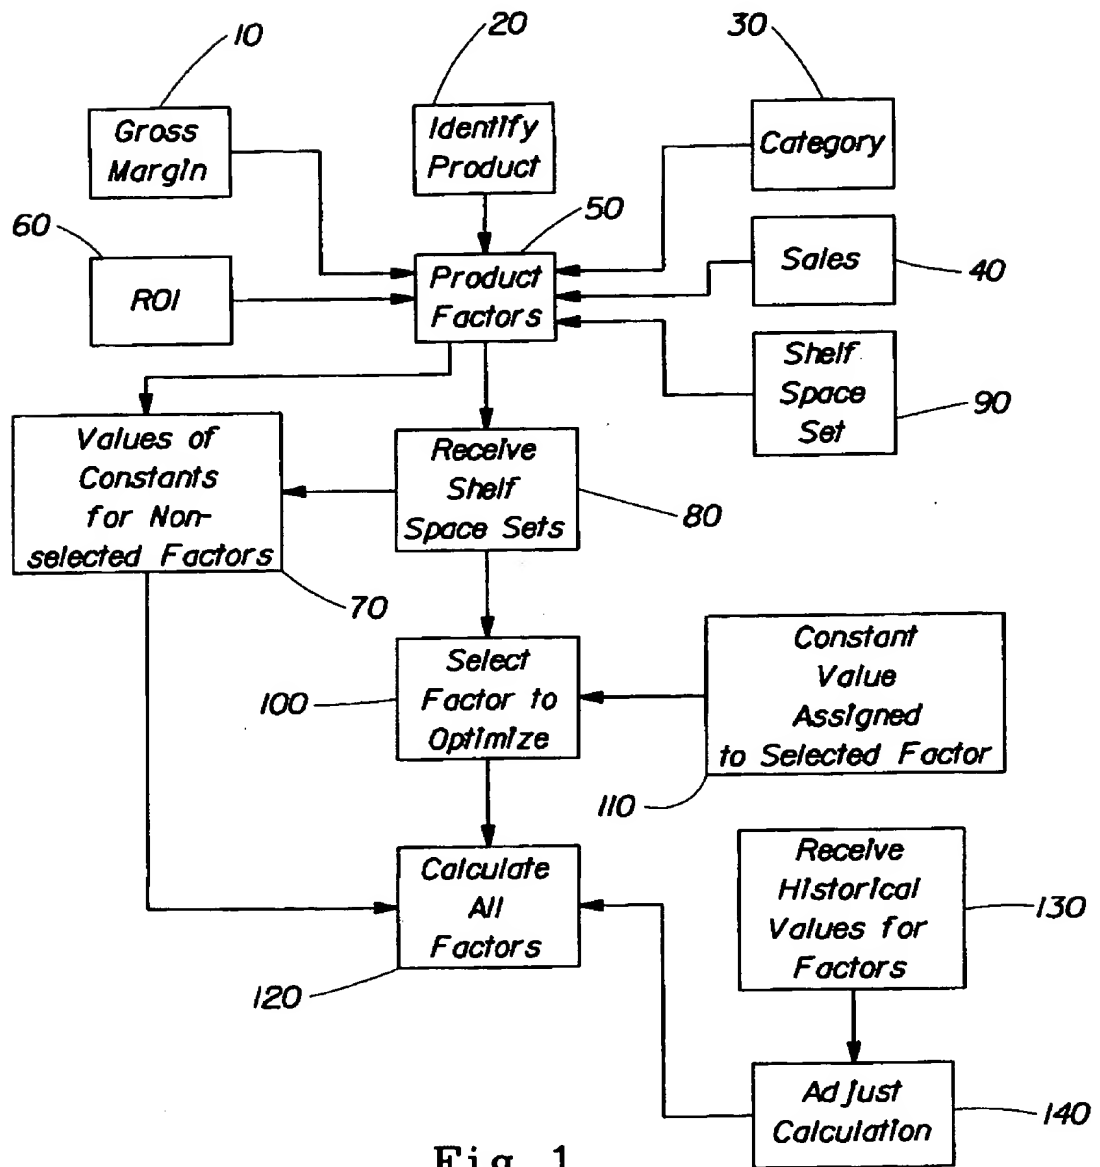 10
20
30
Gross
Margin
Identify
Product
Category
60
50
ROI
Product
Factors
Sales
40
Shelf
Space
Set
90
Values of
Constants
for Non-
selected Factors
70
Receive
Shelf
Space Sets
80
100
Select
Factor to
Optimize
Constant
Value
Assigned
to Selected Factor
110
Calculate
All
Factors
120
Receive
Historical
Values for
Factors
130
Adjust
Calculation
140
Fig. 1